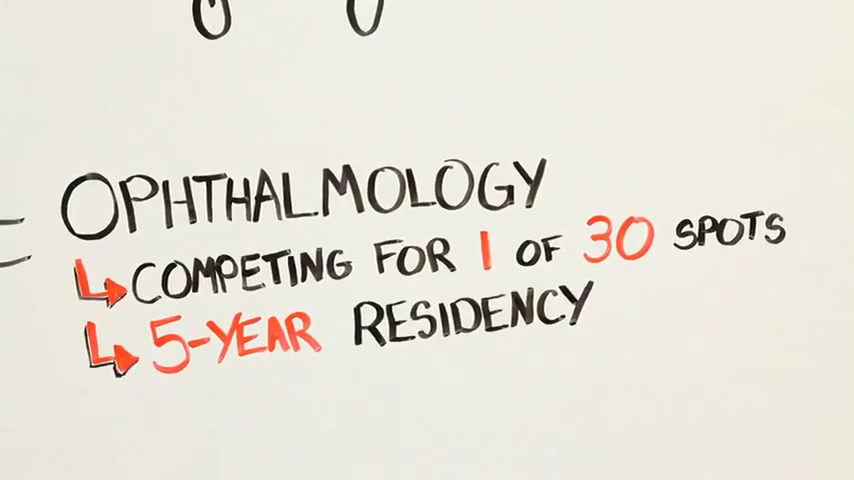 OPHTHALMOLOGY
COMPETING FOR 1 OF 30 SPOTS
5-YEAR RESIDENCY